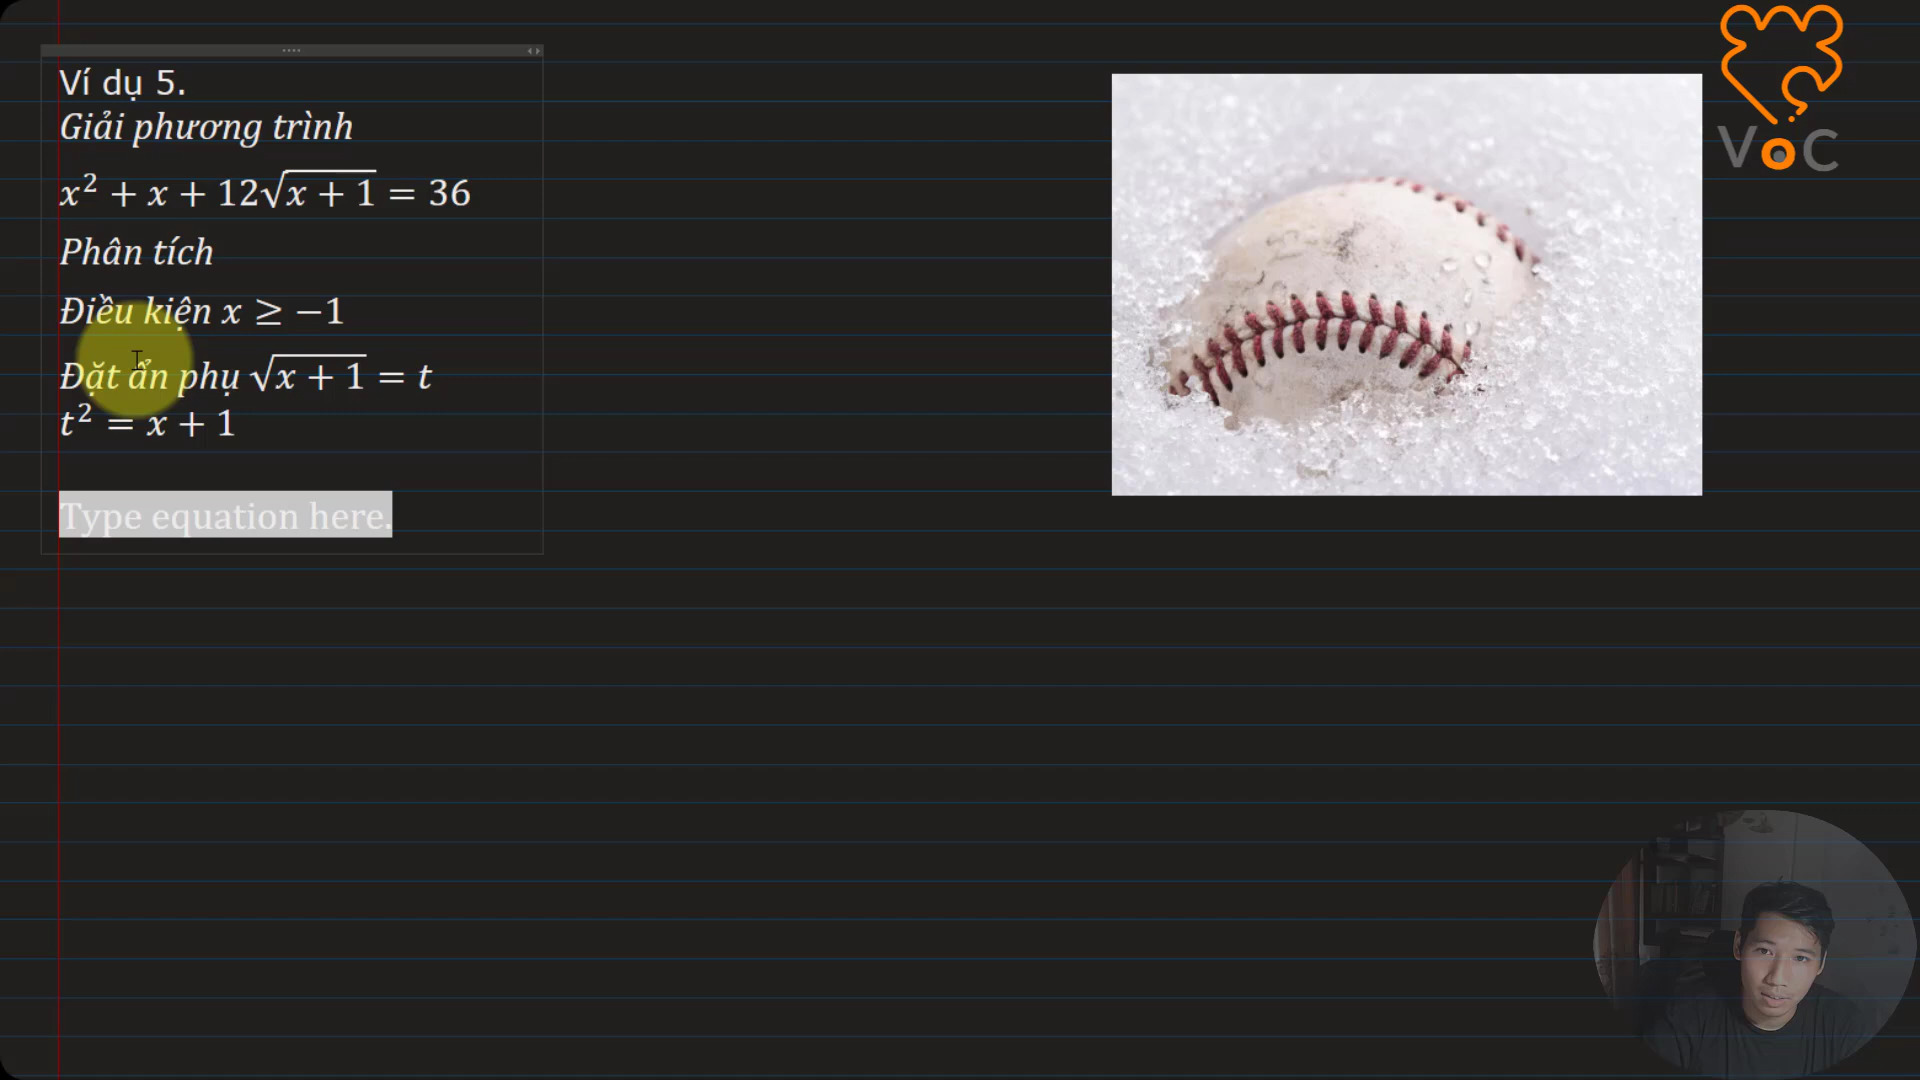 Ví dụ 5.
Giải phương trình
x² + x + 12√(x + 1) = 36
Phân tích
Điều kiện x ≥ −1
Đặt ẩn phụ √(x + 1) = t
t² = x + 1
Type equation here.
VOC